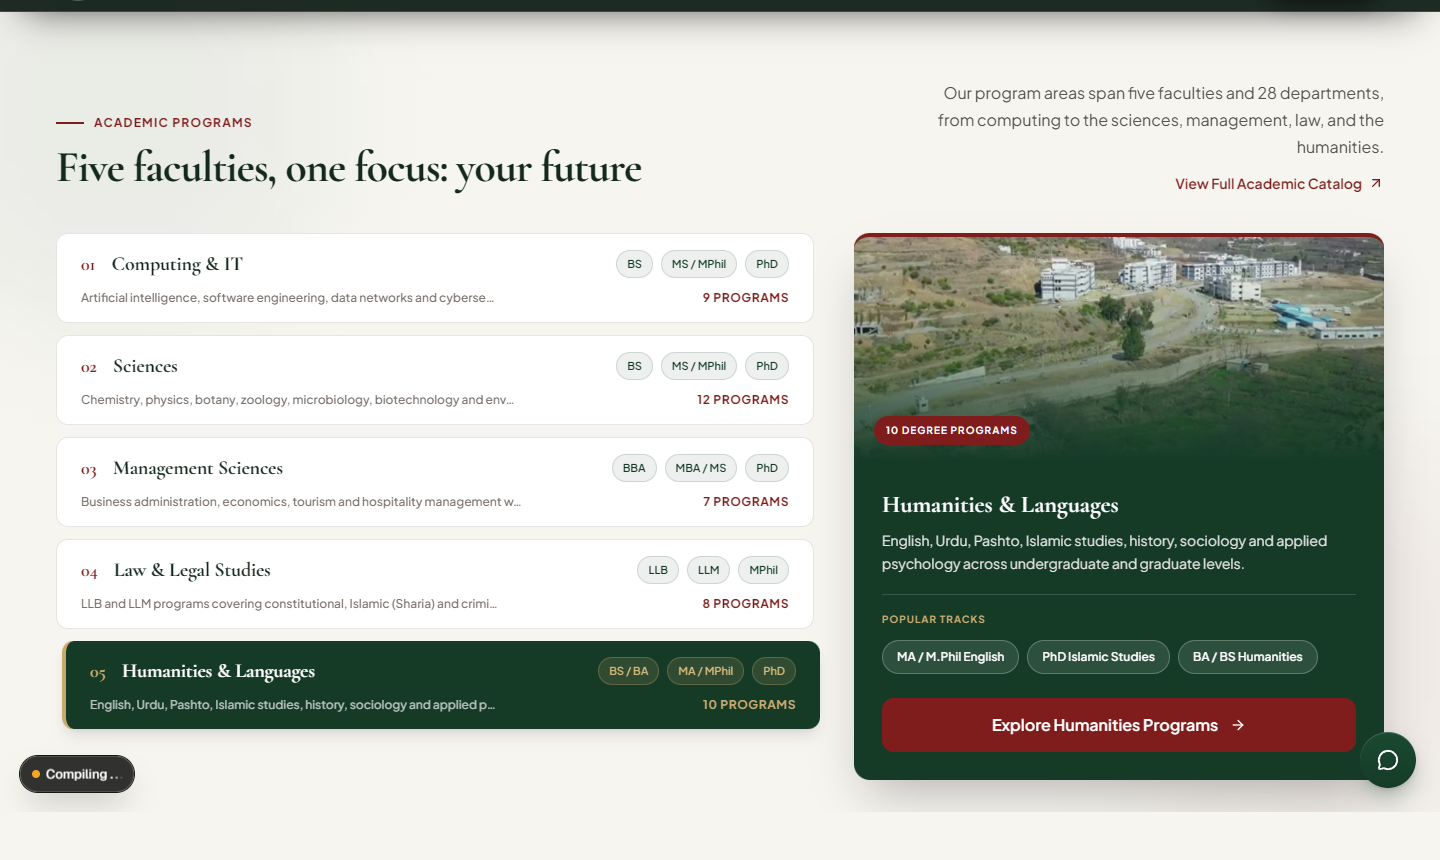 ACADEMIC PROGRAMS
Five faculties, one focus: your future
Our program areas span five faculties and 28 departments,
from computing to the sciences, management, law, and the
humanities.
View Full Academic Catalog
01 Computing & IT
BS MS / MPhil PhD
Artificial intelligence, software engineering, data networks and cyberse...
9 PROGRAMS
02 Sciences
BS MS / MPhil PhD
Chemistry, physics, botany, zoology, microbiology, biotechnology and env...
12 PROGRAMS
03 Management Sciences
BBA MBA / MS PhD
Business administration, economics, tourism and hospitality management w...
7 PROGRAMS
04 Law & Legal Studies
LLB LLM MPhil
LLB and LLM programs covering constitutional, Islamic (Sharia) and crimi...
8 PROGRAMS
05 Humanities & Languages
BS / BA MA / MPhil PhD
English, Urdu, Pashto, Islamic studies, history, sociology and applied p...
10 PROGRAMS
10 DEGREE PROGRAMS
Humanities & Languages
English, Urdu, Pashto, Islamic studies, history, sociology and applied
psychology across undergraduate and graduate levels.
POPULAR TRACKS
MA / M.Phil English PhD Islamic Studies BA / BS Humanities
Explore Humanities Programs
Compiling ...